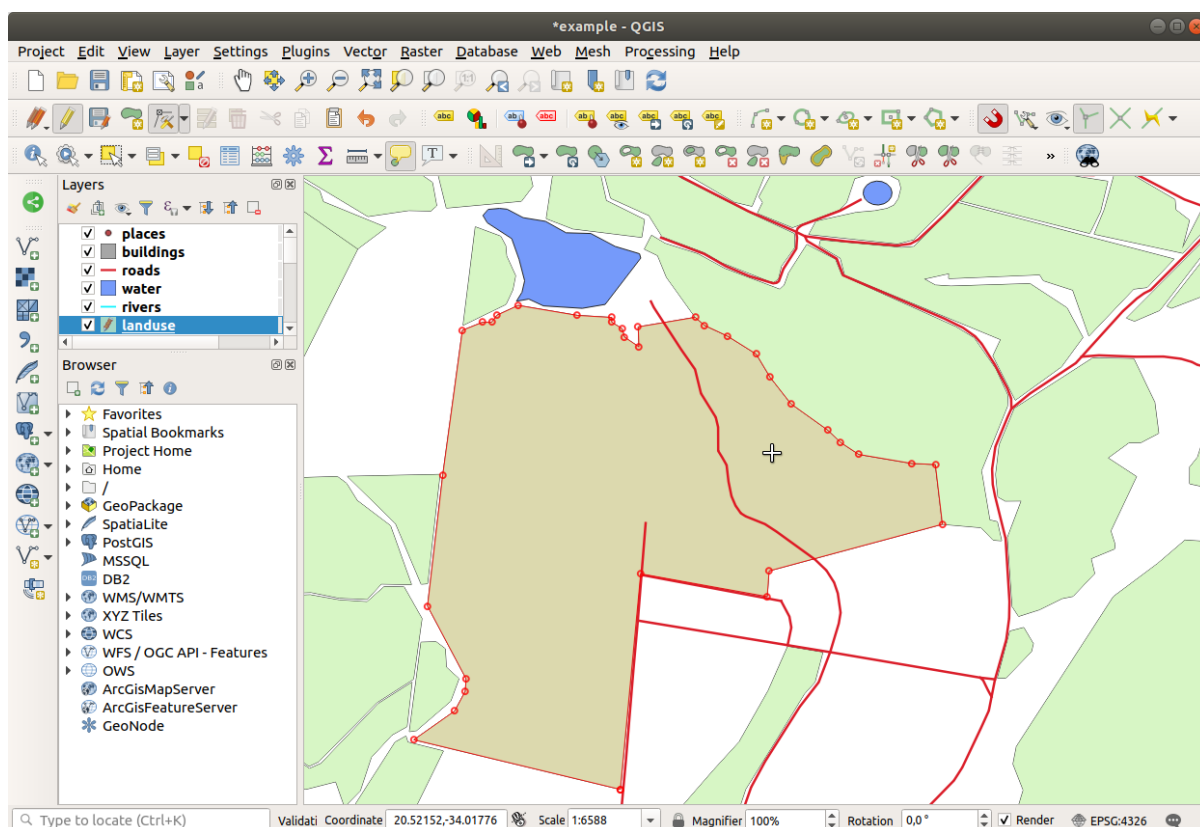 *example - QGIS
Project Edit View Layer Settings Plugins Vector Raster Database Web Mesh Processing Help
Layers
places
buildings
roads
water
rivers
landuse
Browser
Favorites
Spatial Bookmarks
Project Home
Home
/
GeoPackage
SpatiaLite
PostGIS
MSSQL
DB2
WMS/WMTS
XYZ Tiles
WCS
WFS / OGC API - Features
OWS
ArcGisMapServer
ArcGisFeatureServer
GeoNode
Type to locate (Ctrl+K) Validati Coordinate 20.52152,-34.01776 Scale 1:6588 Magnifier 100% Rotation 0,0 ° Render EPSG:4326